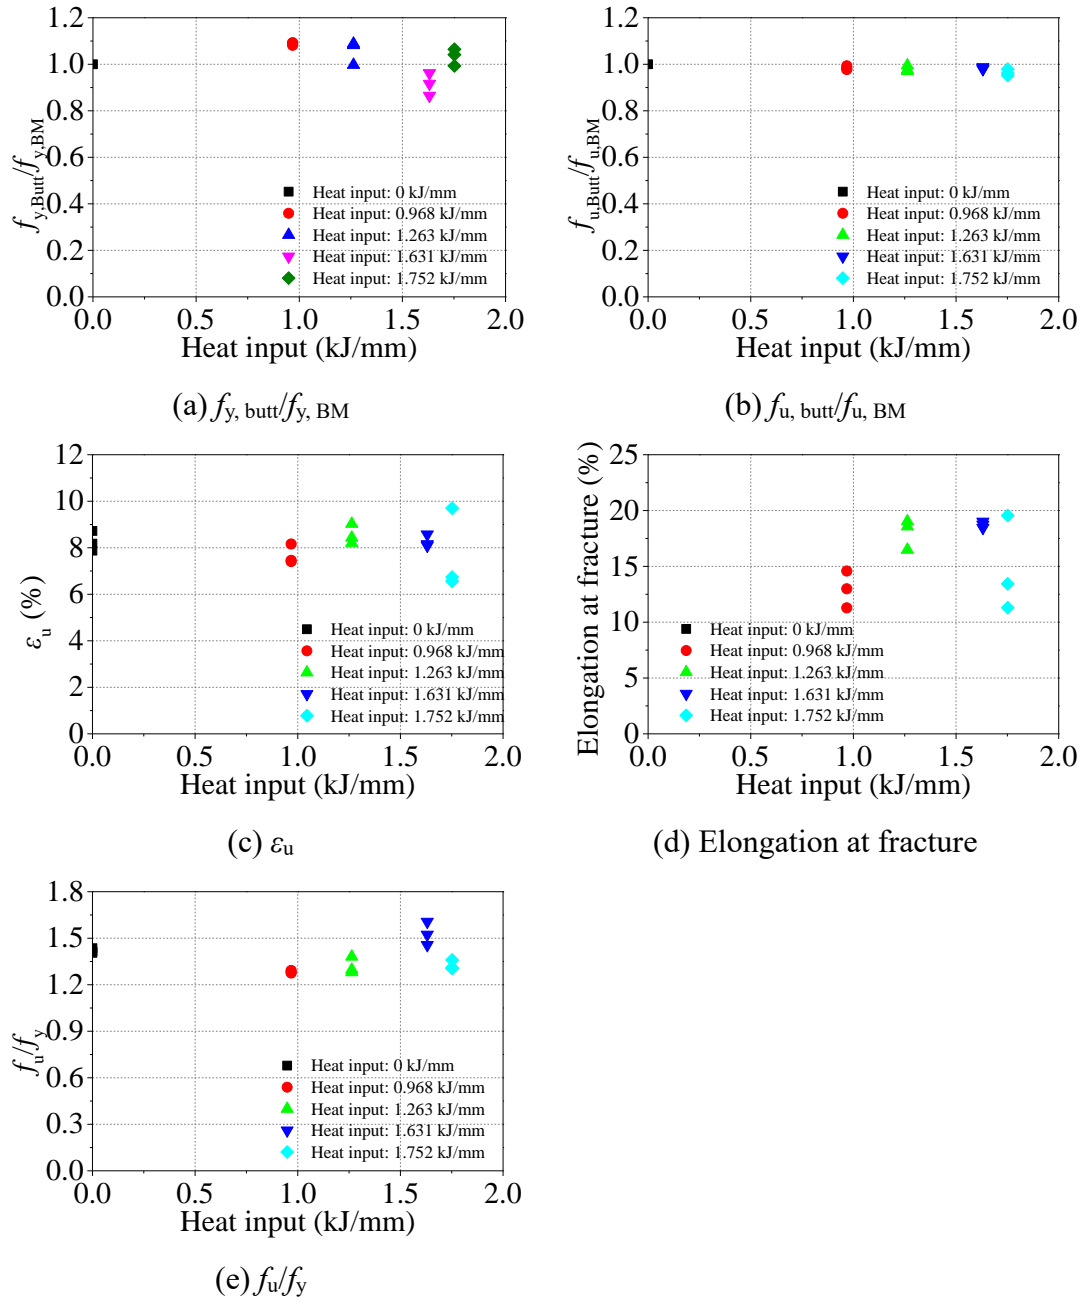 1.2
1.0
0.8
0.6
0.4
0.2
0.0
f y,Butt/f y,BM
Heat input: 0 kJ/mm
Heat input: 0.968 kJ/mm
Heat input: 1.263 kJ/mm
Heat input: 1.631 kJ/mm
Heat input: 1.752 kJ/mm
0.0 0.5 1.0 1.5 2.0
Heat input (kJ/mm)
(a) f y, butt/f y, BM
1.2
1.0
0.8
0.6
0.4
0.2
0.0
f u,Butt/f u,BM
Heat input: 0 kJ/mm
Heat input: 0.968 kJ/mm
Heat input: 1.263 kJ/mm
Heat input: 1.631 kJ/mm
Heat input: 1.752 kJ/mm
0.0 0.5 1.0 1.5 2.0
Heat input (kJ/mm)
(b) f u, butt/f u, BM
12
10
8
6
4
2
0
ε u (%)
Heat input: 0 kJ/mm
Heat input: 0.968 kJ/mm
Heat input: 1.263 kJ/mm
Heat input: 1.631 kJ/mm
Heat input: 1.752 kJ/mm
0.0 0.5 1.0 1.5 2.0
Heat input (kJ/mm)
(c) ε u
25
20
15
10
5
0
Elongation at fracture (%)
Heat input: 0 kJ/mm
Heat input: 0.968 kJ/mm
Heat input: 1.263 kJ/mm
Heat input: 1.631 kJ/mm
Heat input: 1.752 kJ/mm
0.0 0.5 1.0 1.5 2.0
Heat input (kJ/mm)
(d) Elongation at fracture
1.8
1.5
1.2
0.9
0.6
0.3
0.0
f u/f y
Heat input: 0 kJ/mm
Heat input: 0.968 kJ/mm
Heat input: 1.263 kJ/mm
Heat input: 1.631 kJ/mm
Heat input: 1.752 kJ/mm
0.0 0.5 1.0 1.5 2.0
Heat input (kJ/mm)
(e) f u/f y